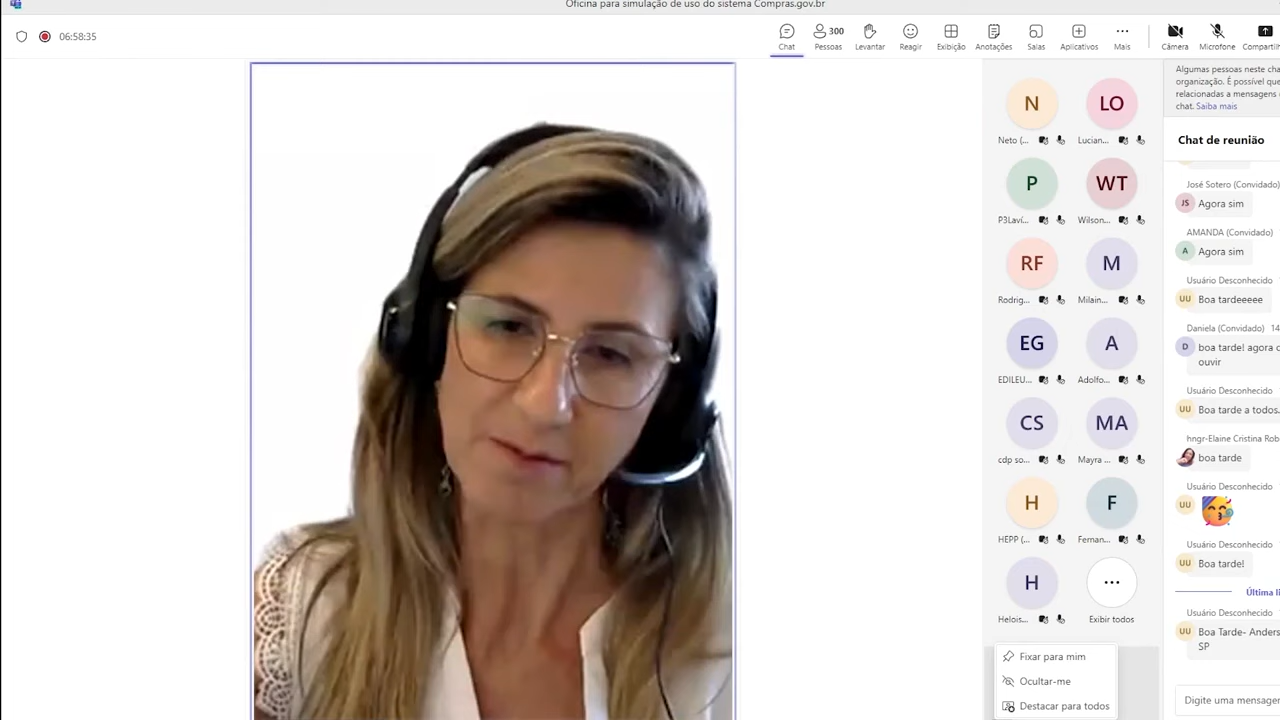 Oficina para simulação de uso do sistema Compras.gov.br
06:58:35
Chat
300
Pessoas
Levantar
Reagir
Exibição
Anotações
Salas
Aplicativos
Mais
Câmera
Microfone
Compartil
N
Neto (...
LO
Lucian...
P
P3Laví...
WT
Wilson...
RF
Rodrig...
M
Milain...
EG
EDILEU...
A
Adolfo...
CS
cdp so...
MA
Mayra ...
H
HEPP (...
F
Fernan...
H
Helois...
...
Exibir todos
Fixar para mim
Ocultar-me
Destacar para todos
Algumas pessoas neste cha
organização. É possível que
relacionadas a mensagens
chat. Saiba mais
Chat de reunião
José Sotero (Convidado)
JS
Agora sim
AMANDA (Convidado)
A
Agora sim
Usuário Desconhecido
UU
Boa tardeeeee
Daniela (Convidado) 14
D
boa tarde! agora c
ouvir
Usuário Desconhecido
UU
Boa tarde a todos.
hngr-Elaine Cristina Rob
boa tarde
Usuário Desconhecido
UU
Usuário Desconhecido
UU
Boa tarde!
Última li
Usuário Desconhecido
UU
Boa Tarde- Anders
SP
Digite uma mensagem